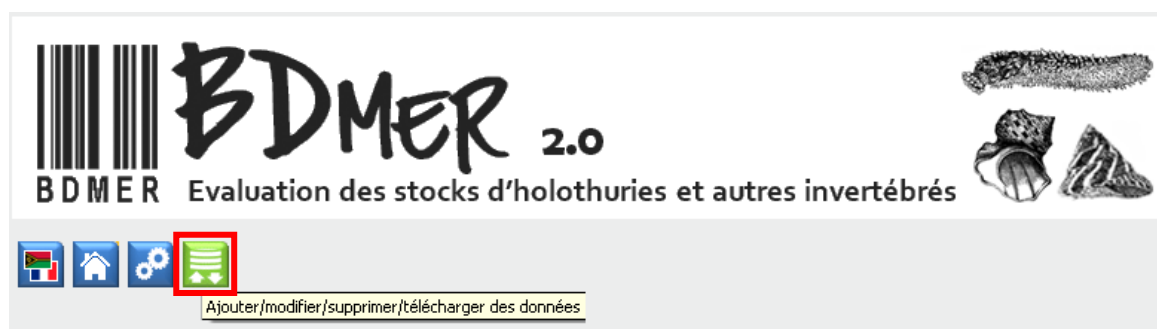 BDMER 2.0
BDMER Evaluation des stocks d'holothuries et autres invertébrés
Ajouter/modifier/supprimer/télécharger des données